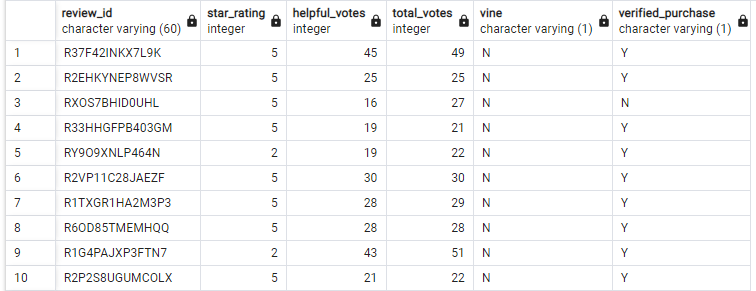 review_id star_rating helpful_votes total_votes vine verified_purchase
character varying (60) integer integer integer character varying (1) character varying (1)
1 R37F42INKX7L9K 5 45 49 N Y
2 R2EHKYNEP8WVSR 5 25 25 N Y
3 RXOS7BHID0UHL 5 16 27 N N
4 R33HHGFPB403GM 5 19 21 N Y
5 RY9O9XNLP464N 2 19 22 N Y
6 R2VP11C28JAEZF 5 30 30 N Y
7 R1TXGR1HA2M3P3 5 28 29 N Y
8 R6OD85TMEMHQQ 5 28 28 N Y
9 R1G4PAJXP3FTN7 2 43 51 N Y
10 R2P2S8UGUMCOLX 5 21 22 N Y